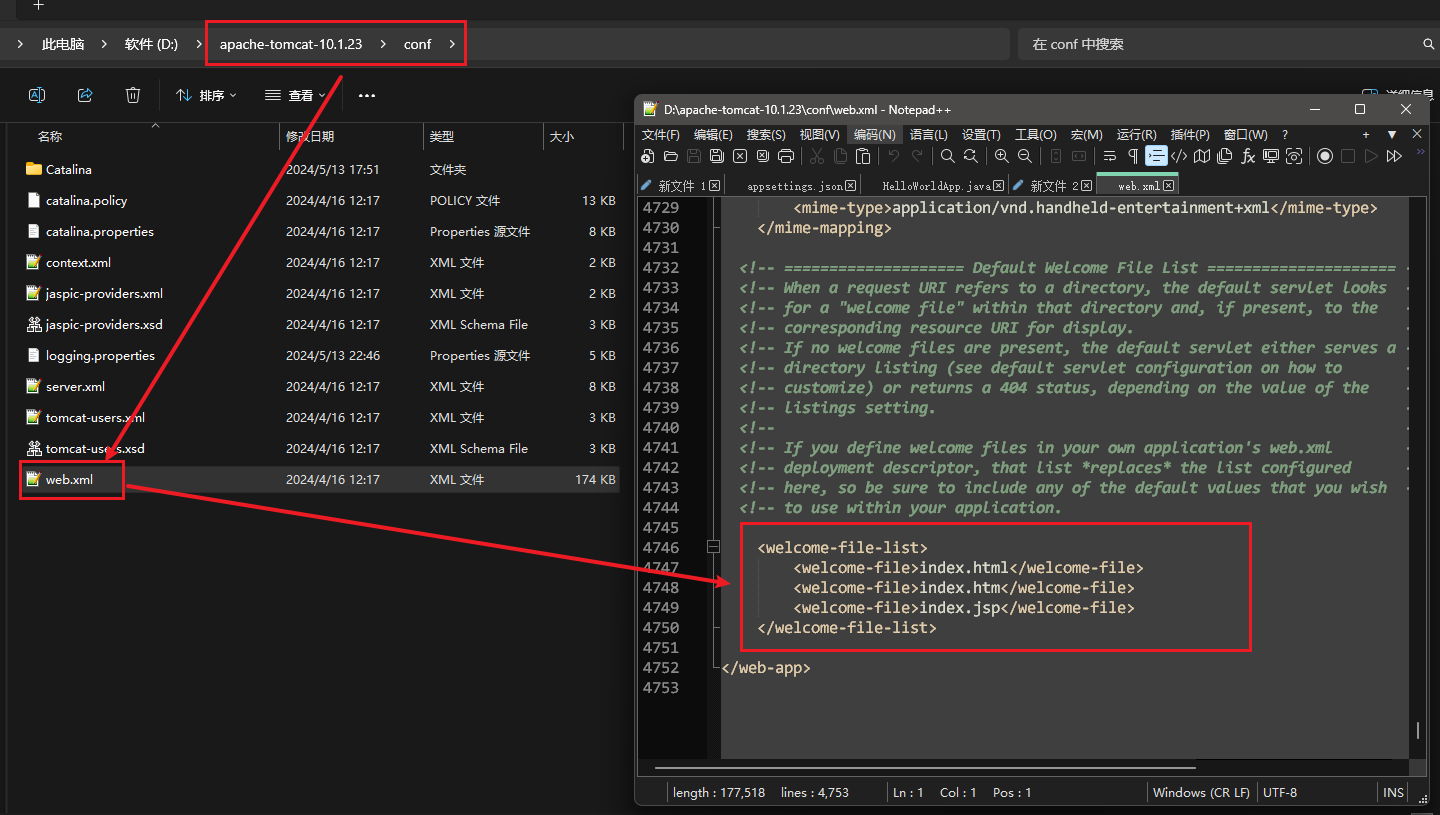 此电脑 软件 (D:) apache-tomcat-10.1.23 conf
在 conf 中搜索
排序 查看
名称 修改日期 类型 大小
Catalina 2024/5/13 17:51 文件夹
catalina.policy 2024/4/16 12:17 POLICY 文件 13 KB
catalina.properties 2024/4/16 12:17 Properties 源文件 8 KB
context.xml 2024/4/16 12:17 XML 文件 2 KB
jaspic-providers.xml 2024/4/16 12:17 XML 文件 2 KB
jaspic-providers.xsd 2024/4/16 12:17 XML Schema File 3 KB
logging.properties 2024/5/13 22:46 Properties 源文件 5 KB
server.xml 2024/4/16 12:17 XML 文件 8 KB
tomcat-users.xml 2024/4/16 12:17 XML 文件 3 KB
tomcat-users.xsd 2024/4/16 12:17 XML Schema File 3 KB
web.xml 2024/4/16 12:17 XML 文件 174 KB
D:\apache-tomcat-10.1.23\conf\web.xml - Notepad++
文件(F) 编辑(E) 搜索(S) 视图(V) 编码(N) 语言(L) 设置(T) 工具(O) 宏(M) 运行(R) 插件(P) 窗口(W) ?
新文件 1 appsettings.json HelloWorldApp.java 新文件 2 web.xml
4729 <mime-type>application/vnd.handheld-entertainment+xml</mime-type>
4730 </mime-mapping>
4731
4732 <!-- ==================== Default Welcome File List =====================
4733 <!-- When a request URI refers to a directory, the default servlet looks
4734 <!-- for a "welcome file" within that directory and, if present, to the
4735 <!-- corresponding resource URI for display.
4736 <!-- If no welcome files are present, the default servlet either serves a
4737 <!-- directory listing (see default servlet configuration on how to
4738 <!-- customize) or returns a 404 status, depending on the value of the
4739 <!-- listings setting.
4740 <!--
4741 <!-- If you define welcome files in your own application's web.xml
4742 <!-- deployment descriptor, that list *replaces* the list configured
4743 <!-- here, so be sure to include any of the default values that you wish
4744 <!-- to use within your application.
4745
4746 <welcome-file-list>
4747 <welcome-file>index.html</welcome-file>
4748 <welcome-file>index.htm</welcome-file>
4749 <welcome-file>index.jsp</welcome-file>
4750 </welcome-file-list>
4751
4752 </web-app>
4753
length : 177,518 lines : 4,753 Ln : 1 Col : 1 Pos : 1 Windows (CR LF) UTF-8 INS